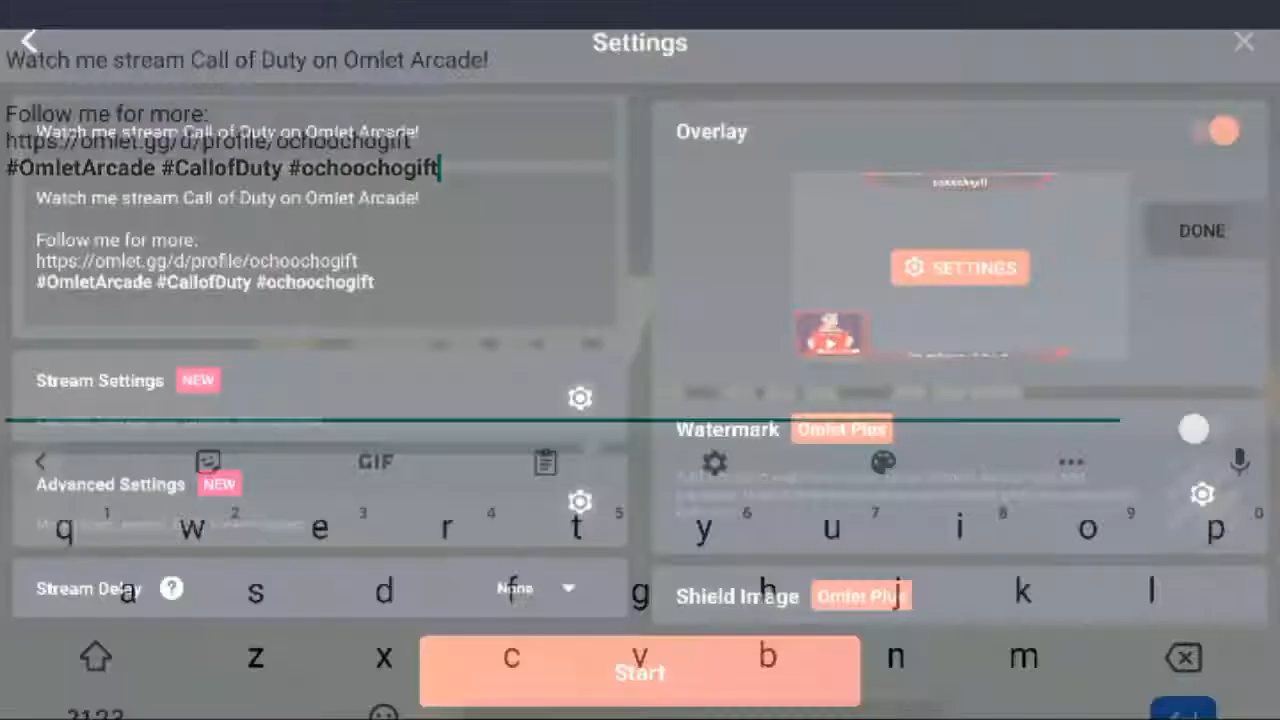 Settings
Watch me stream Call of Duty on Omlet Arcade!
Follow me for more:
https://omlet.gg/d/profile/ochoochogift
#OmletArcade #CallofDuty #ochoochogift
Watch me stream Call of Duty on Omlet Arcade!
Watch me stream Call of Duty on Omlet Arcade!
Follow me for more:
https://omlet.gg/d/profile/ochoochogift
#OmletArcade #CallofDuty #ochoochogift
Overlay
ochoochogift
SETTINGS
DONE
Stream Settings NEW
Watermark Omlet Plus
GIF
Advanced Settings NEW
1 2 3 4 5 6 7 8 9 0
q w e r t y u i o p
Stream Delay ? None
Shield Image Omlet Plus
a s d f g h j k l
z x c v b n m
Start